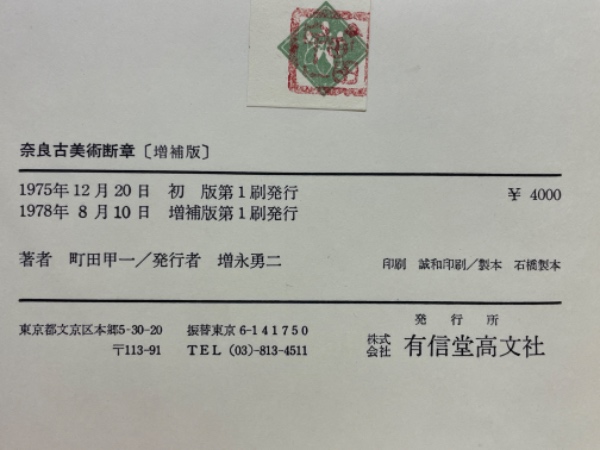 奈良古美術断章〔増補版〕
1975年12月20日 初 版第1刷発行 ¥ 4000
1978年 8月10日 増補版第1刷発行
著者 町田甲一／発行者 増永勇二 印刷 誠和印刷／製本 石橋製本
東京都文京区本郷5-30-20 振替東京 6-141750
〒113-91 TEL (03)-813-4511
発行所
株式会社 有信堂高文社